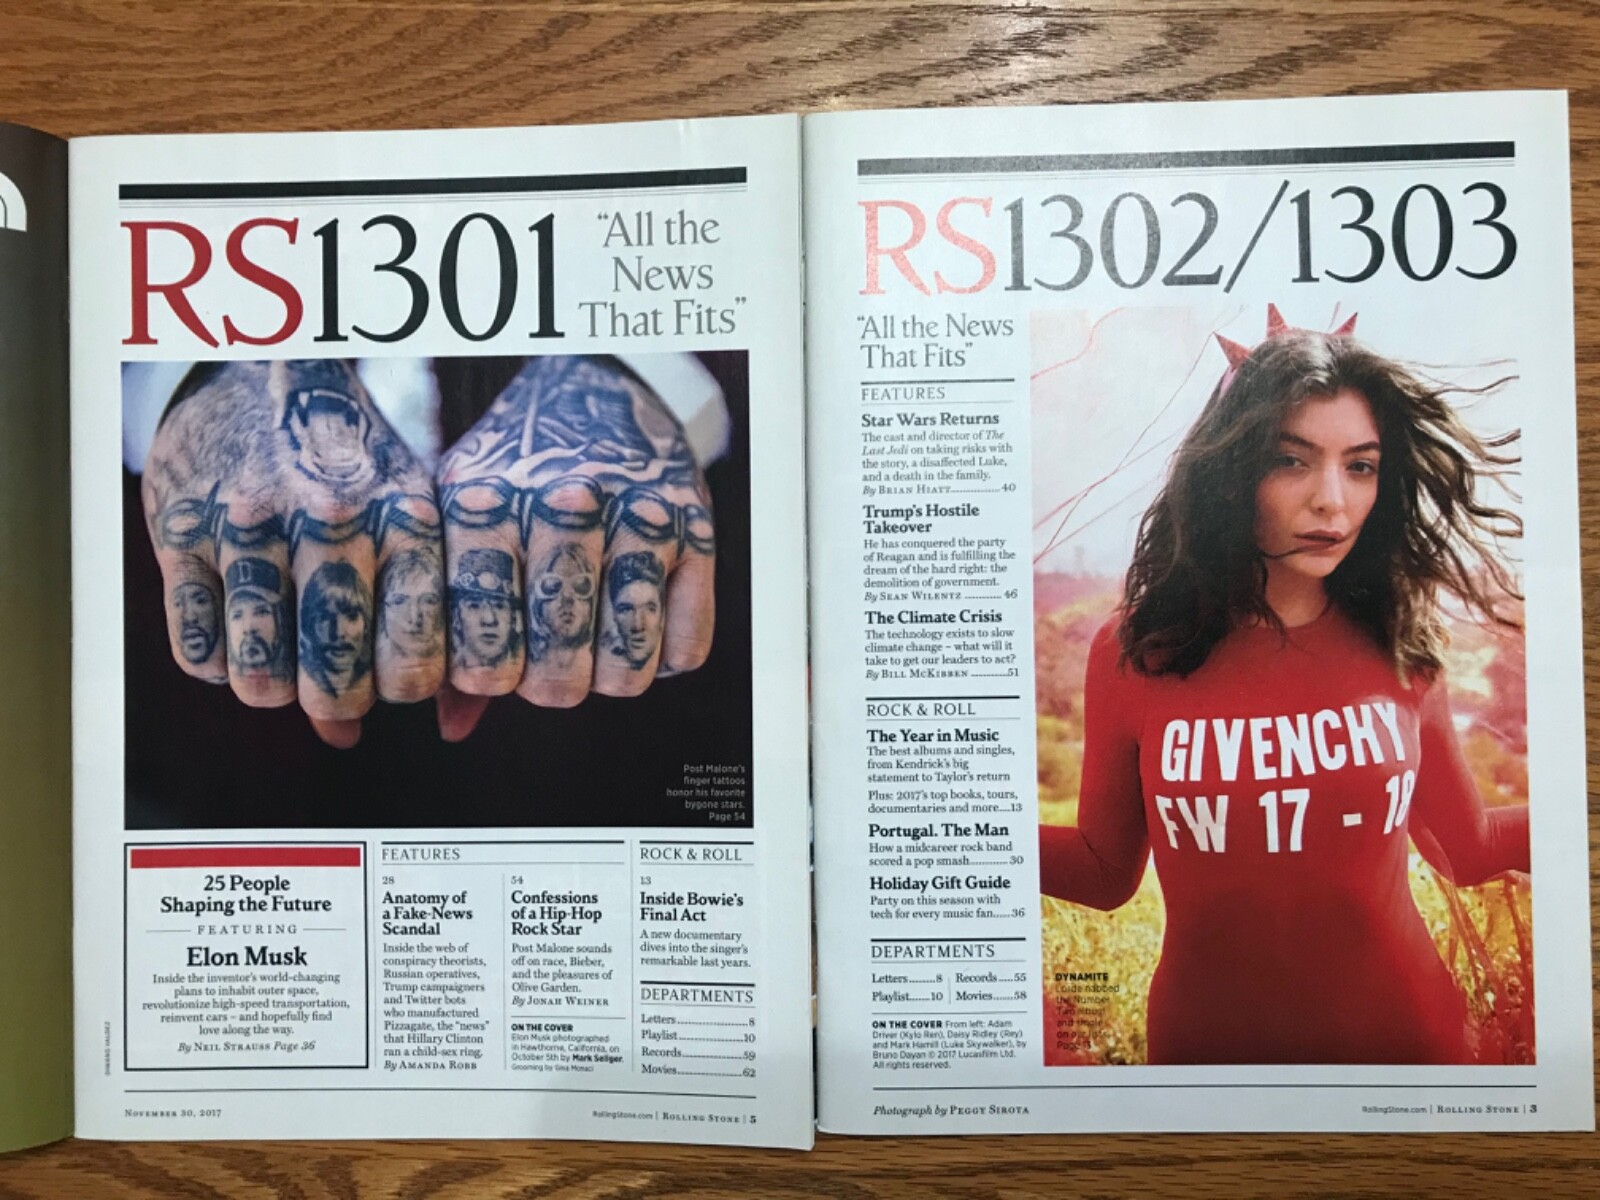 RS1301
“All the
News
That Fits”
Post Malone's
finger tattoos
honor his favorite
bygone stars.
Page 54
25 People
Shaping the Future
FEATURING
Elon Musk
Inside the inventor's world-changing
plans to inhabit outer space,
revolutionize high-speed transportation,
reinvent cars – and hopefully find
love along the way.
By NEIL STRAUSS Page 36
FEATURES
28
Anatomy of
a Fake-News
Scandal
Inside the web of
conspiracy theorists,
Russian operatives,
Trump campaigners
and Twitter bots
who manufactured
Pizzagate, the “news”
that Hillary Clinton
ran a child-sex ring.
By AMANDA ROBB
54
Confessions
of a Hip-Hop
Rock Star
Post Malone sounds
off on race, Bieber,
and the pleasures of
Olive Garden.
By JONAH WEINER
ON THE COVER
Elon Musk photographed
in Hawthorne, California, on
October 5th by Mark Seliger.
Grooming by Sina
ROCK & ROLL
13
Inside Bowie's
Final Act
A new documentary
dives into the singer's
remarkable last years.
DEPARTMENTS
Letters..............8
Playlist..............10
Records..............59
Movies..............62
NOVEMBER 30, 2017
RollingStone.com | ROLLING STONE | 5
RS1302/1303
“All the News
That Fits”
FEATURES
Star Wars Returns
The cast and director of The
Last Jedi on taking risks with
the story, a disaffected Luke,
and a death in the family.
By BRIAN HIATT..............40
Trump's Hostile
Takeover
He has conquered the party
of Reagan and is fulfilling the
dream of the hard right: the
demolition of government.
By SEAN WILENTZ ........... 46
The Climate Crisis
The technology exists to slow
climate change – what will it
take to get our leaders to act?
By BILL MCKIBBEN ...........51
ROCK & ROLL
The Year in Music
The best albums and singles,
from Kendrick's big
statement to Taylor's return
Plus: 2017's top books, tours,
documentaries and more....13
Portugal. The Man
How a midcareer rock band
scored a pop smash............ 30
Holiday Gift Guide
Party on this season with
tech for every music fan......36
DEPARTMENTS
Letters........8
Records.....55
Playlist.......10
Movies......58
ON THE COVER From left: Adam
Driver (Kylo Ren), Daisy Ridley (Rey)
and Mark Hamill (Luke Skywalker), by
Bruno Dayan © 2017 Lucasfilm Ltd.
All rights reserved.
GIVENCHY
FW 17 - 18
DYNAMITE
Lorde nabbed
the Number
Two album
and single
on our lists.
Page
Photograph by PEGGY SIROTA
RollingStone.com | ROLLING STONE | 3